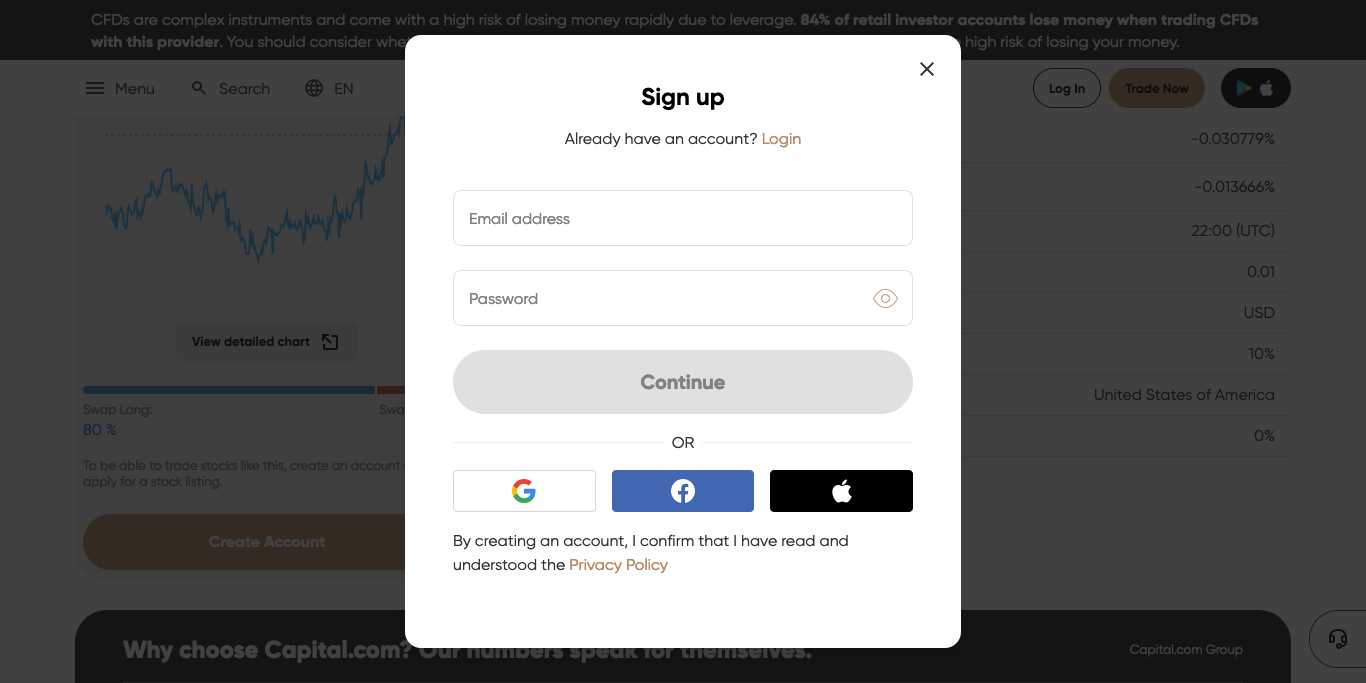 CFDs are complex instruments and come with a high risk of losing money rapidly due to leverage. 84% of retail investor accounts lose money when trading CFDs
with this provider. You should consider high risk of losing your money.
Menu
Search
EN
Log In
Trade Now
Sign up
Already have an account? Login
Email address
Password
Continue
OR
By creating an account, I confirm that I have read and
understood the Privacy Policy
-0.030779%
-0.013666%
22:00 (UTC)
0.01
USD
10%
United States of America
0%
View detailed chart
Swap Long:
80 %
To be able to trade stocks like this, create an account
apply for a stock listing.
Create Account
Why choose Capital.com? Our numbers speak for themselves.
Capital.com Group